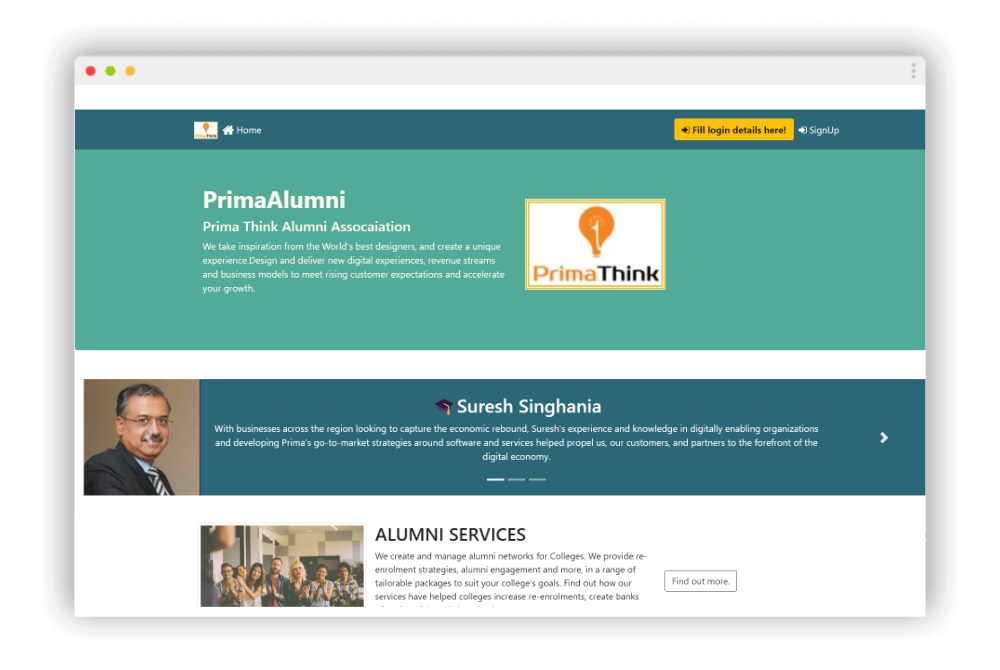 Home
Fill login details here!
SignUp
PrimaAlumni
Prima Think Alumni Assocaiation
We take inspiration from the World's best designers, and create a unique
experience.Design and deliver new digital experiences, revenue streams
and business models to meet rising customer expectations and accelerate
your growth.
PrimaThink
Suresh Singhania
With businesses across the region looking to capture the economic rebound, Suresh's experience and knowledge in digitally enabling organizations
and developing Prima's go-to-market strategies around software and services helped propel us, our customers, and partners to the forefront of the
digital economy.
ALUMNI SERVICES
We create and manage alumni networks for Colleges. We provide re-
enrolment strategies, alumni engagement and more, in a range of
tailorable packages to suit your college's goals. Find out how our
services have helped colleges increase re-enrolments, create banks
Find out more.